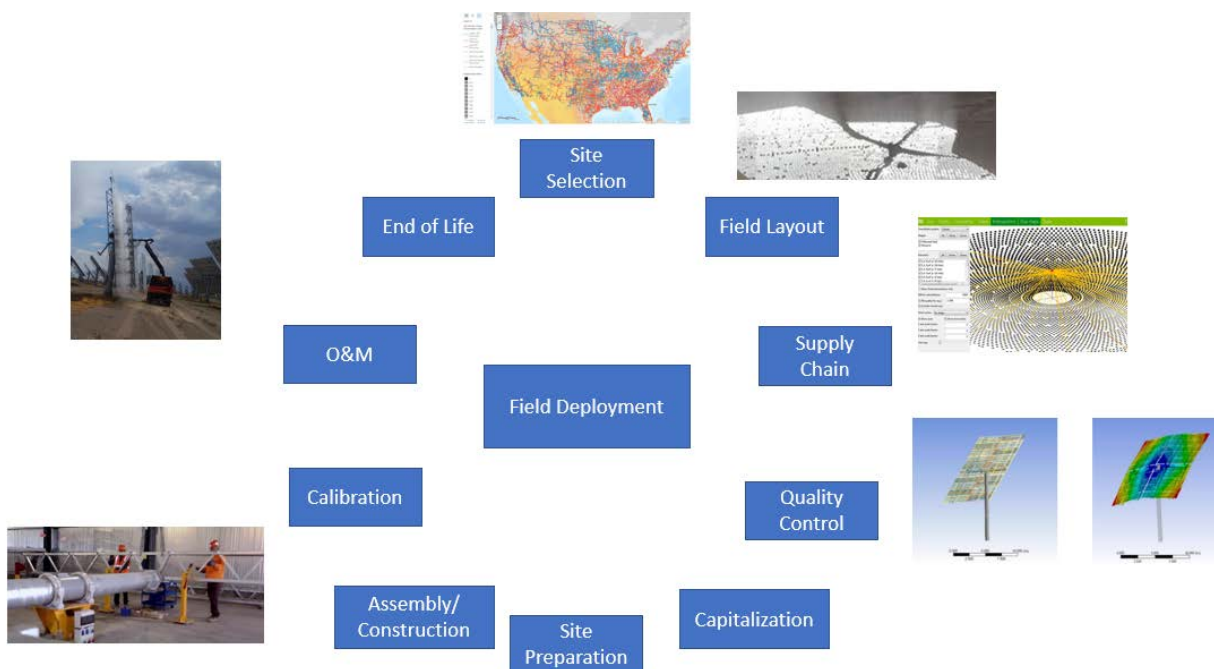 Site
Selection
End of Life
Field Layout
O&M
Supply
Chain
Field Deployment
Calibration
Quality
Control
Assembly/
Construction
Capitalization
Site
Preparation